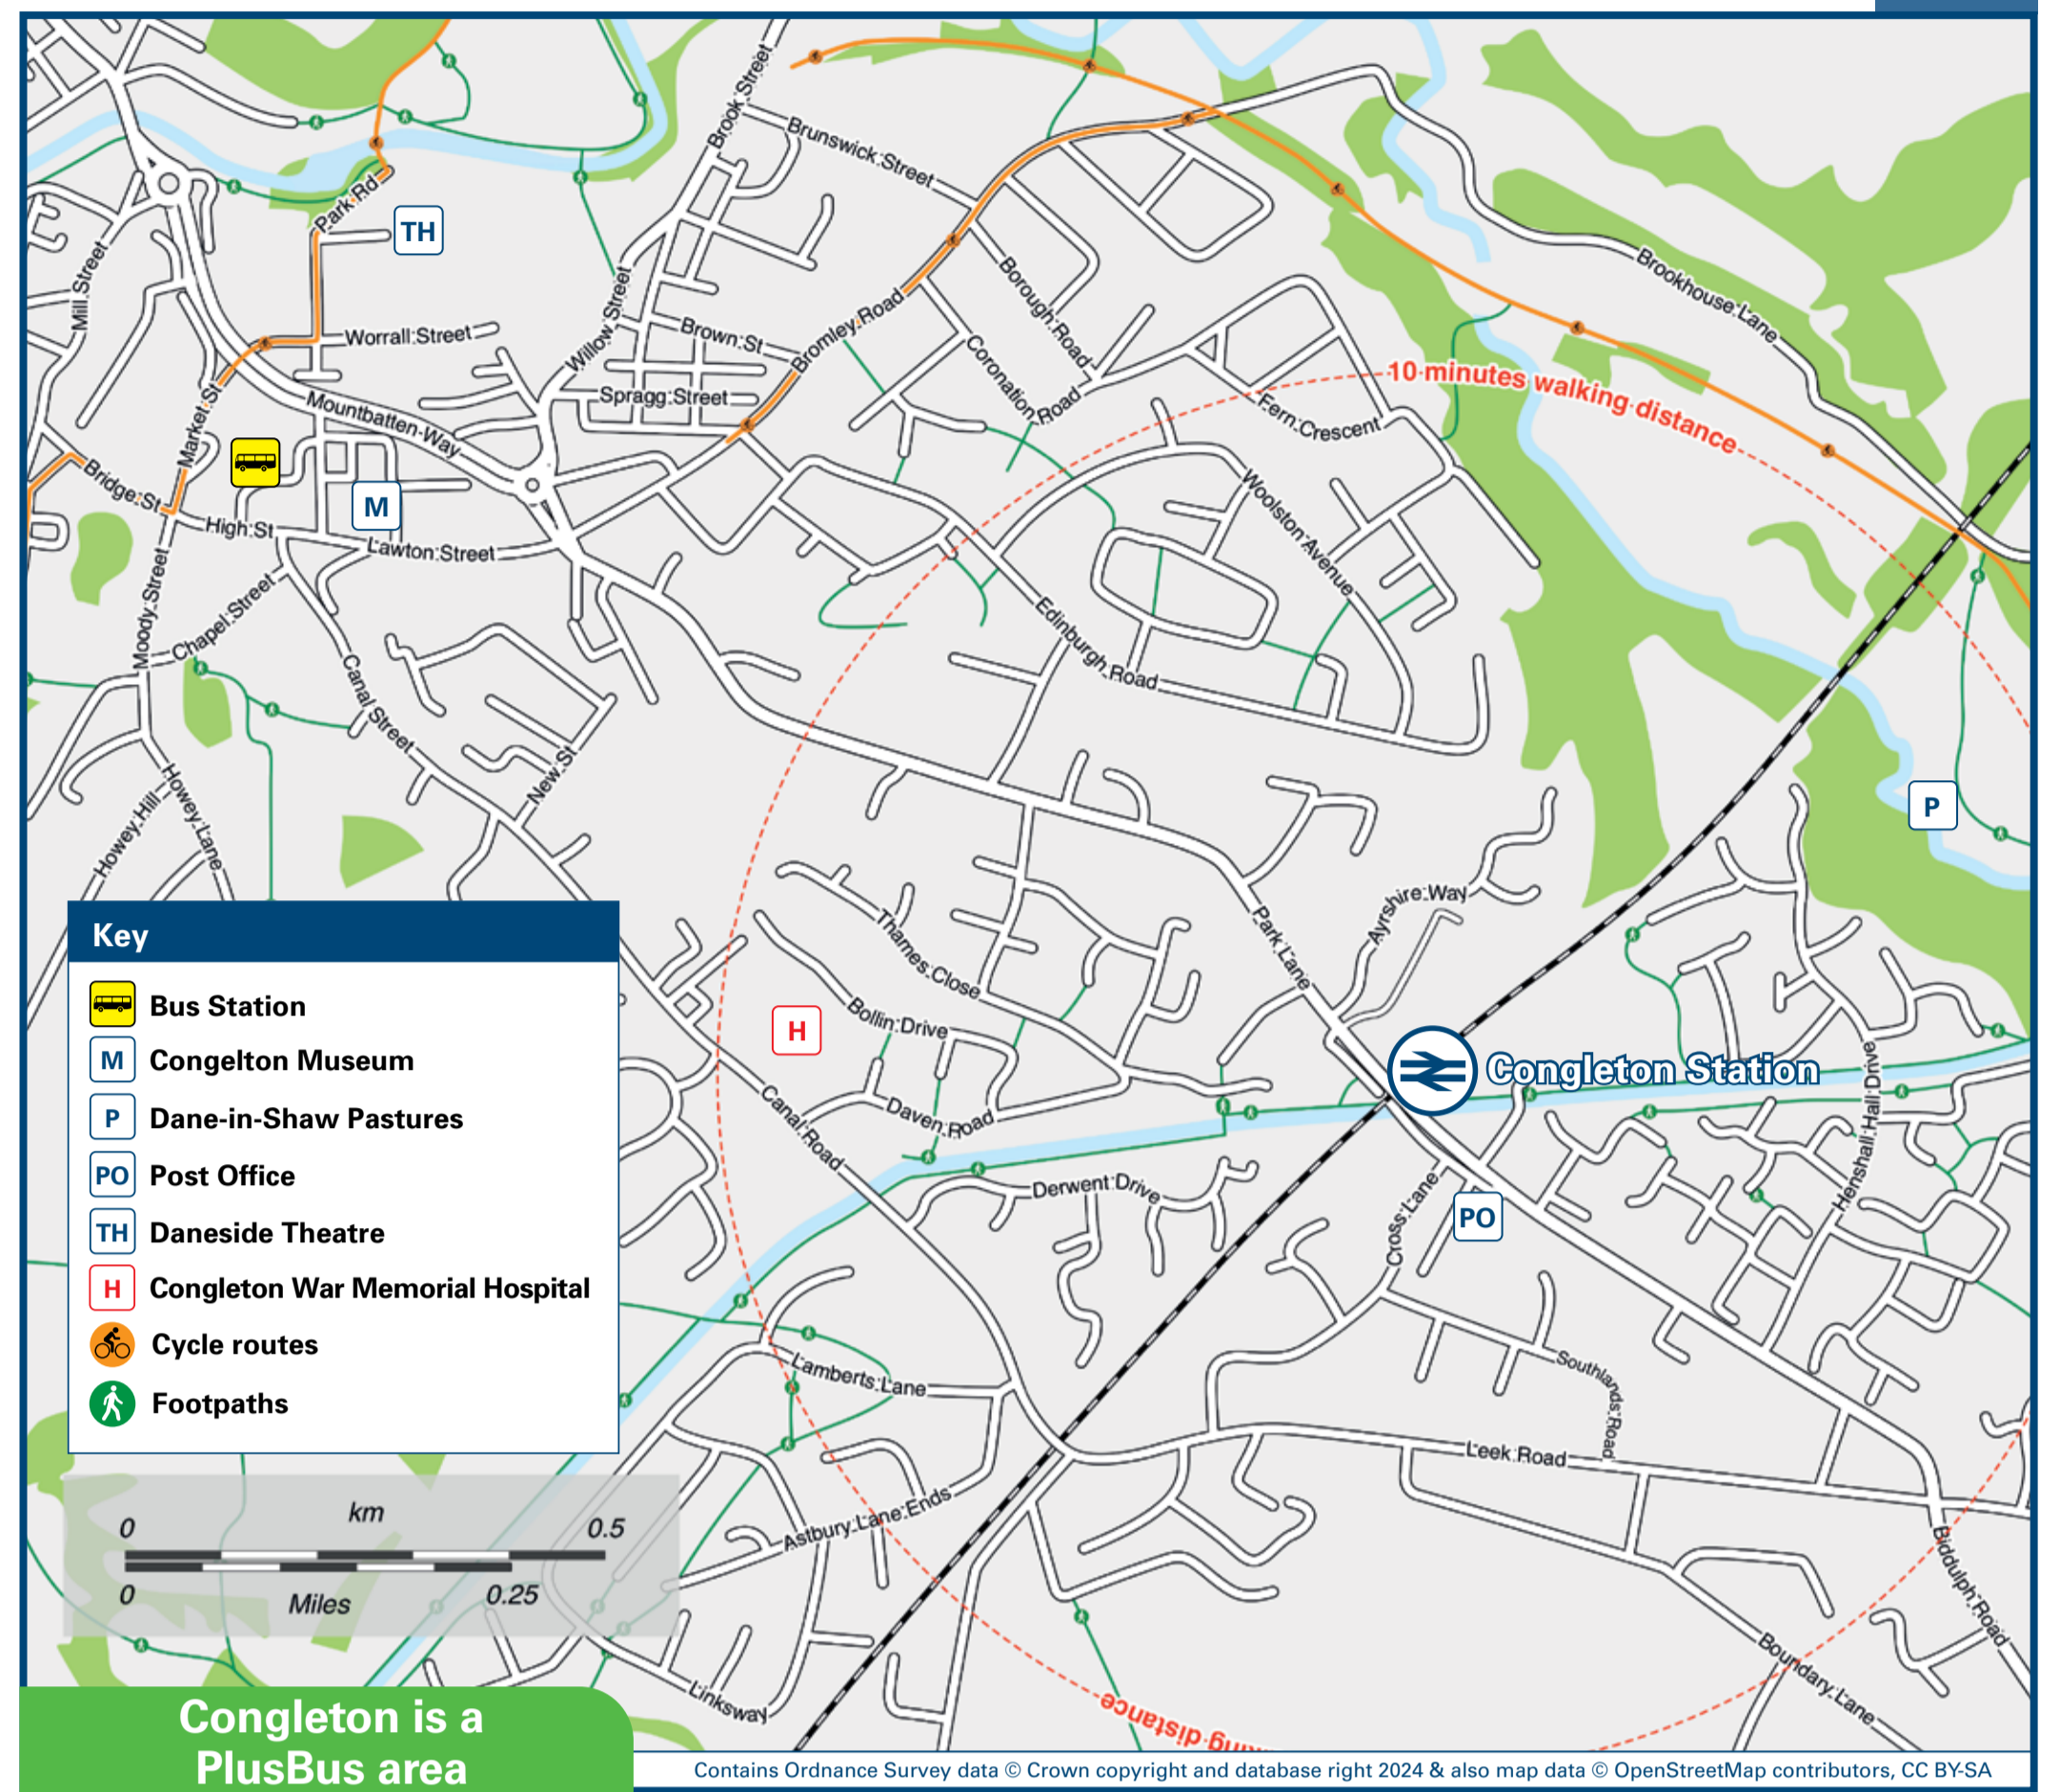 Brook Street
Brunswick Street
Park Rd
TH
Mill Street
Borough Road
Brookhouse Lane
Worrall Street
Willow Street
Brown St
Bromley Road
Coronation Road
10 minutes walking distance
Spragg Street
Fern Crescent
Market St
Mountbatten Way
Bridge St
M
High St
Lawton Street
Woolston Avenue
Moody Street
Chapel Street
Edinburgh Road
Canal Street
New St
Howey Hill
Howey Lane
P
Ayrshire Way
Park Lane
Thames Close
Bollin Drive
H
Canal Road
Daven Road
Congleton Station
Henshall Hall Drive
Derwent Drive
Cross Lane
PO
Lamberts Lane
Southlands Road
Leek Road
Astbury Lane Ends
Biddulph Road
Boundary Lane
Linksway
king distance
Key
Bus Station
M Congelton Museum
P Dane-in-Shaw Pastures
PO Post Office
TH Daneside Theatre
H Congleton War Memorial Hospital
Cycle routes
Footpaths
km
0 0.5
0 Miles 0.25
Congleton is a
PlusBus area
Contains Ordnance Survey data © Crown copyright and database right 2024 & also map data © OpenStreetMap contributors, CC BY-SA